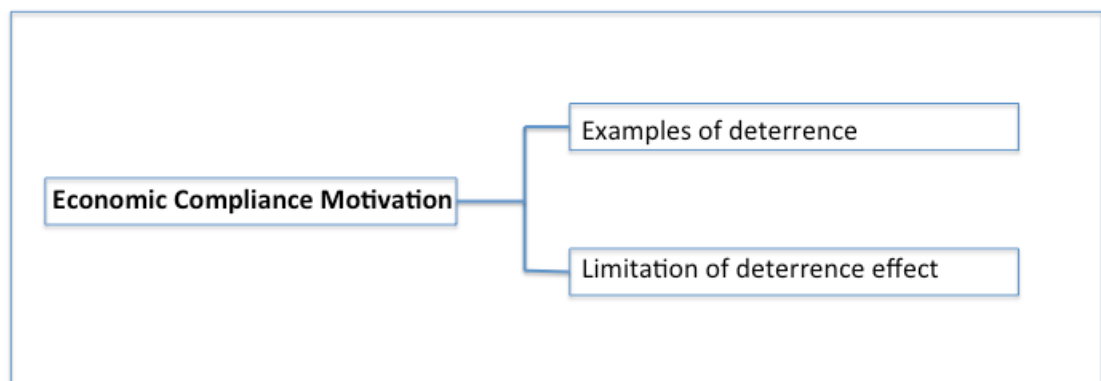 Examples of deterrence
Economic Compliance Motivation
Limitation of deterrence effect